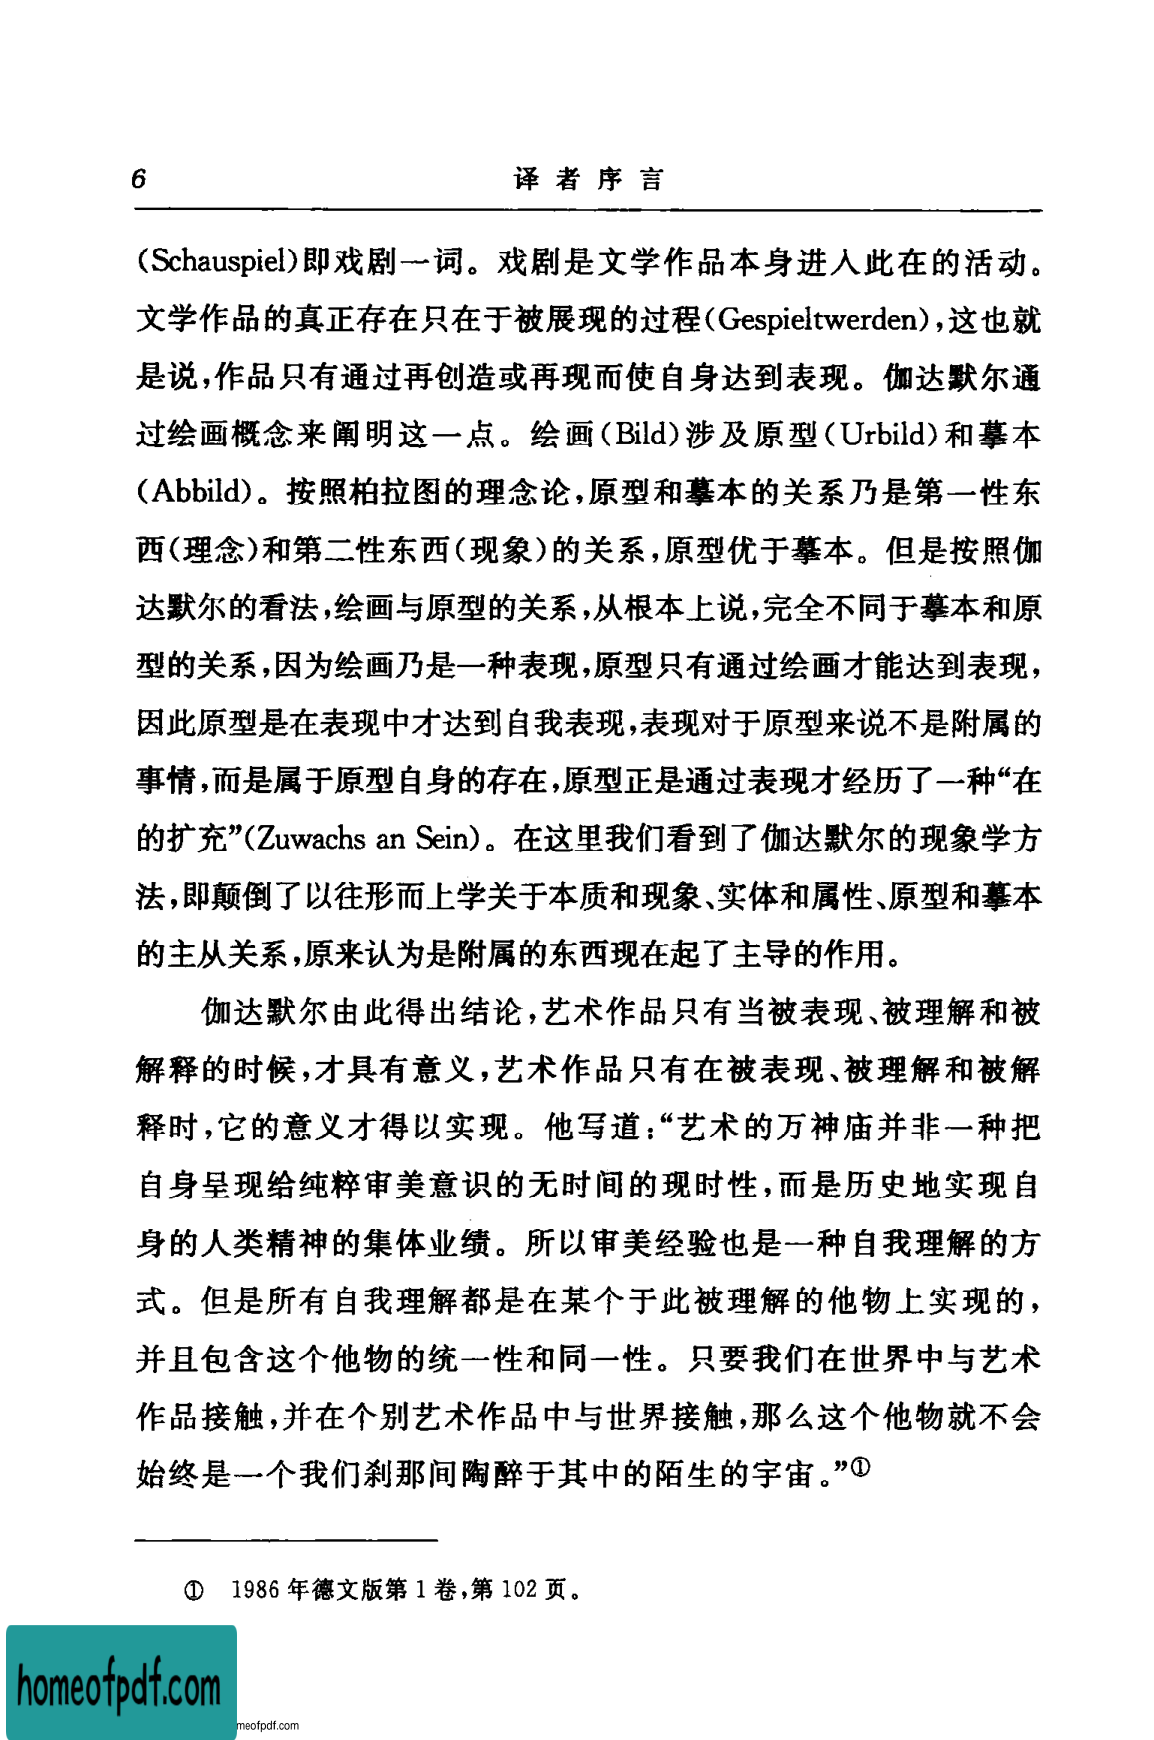 6 译者序言
(Schauspiel)即戏剧一词。戏剧是文学作品本身进入此在的活动。
文学作品的真正存在只在于被展现的过程(Gespieltwerden),这也就
是说,作品只有通过再创造或再现而使自身达到表现。伽达默尔通
过绘画概念来阐明这一点。绘画(Bild)涉及原型(Urbild)和摹本
(Abbild)。按照柏拉图的理念论,原型和摹本的关系乃是第一性东
西(理念)和第二性东西(现象)的关系,原型优于摹本。但是按照伽
达默尔的看法,绘画与原型的关系,从根本上说,完全不同于摹本和原
型的关系,因为绘画乃是一种表现,原型只有通过绘画才能达到表现,
因此原型是在表现中才达到自我表现,表现对于原型来说不是附属的
事情,而是属于原型自身的存在,原型正是通过表现才经历了一种“在
的扩充”(Zuwachs an Sein)。在这里我们看到了伽达默尔的现象学方
法,即颠倒了以往形而上学关于本质和现象、实体和属性、原型和摹本
的主从关系,原来认为是附属的东西现在起了主导的作用。
伽达默尔由此得出结论,艺术作品只有当被表现、被理解和被
解释的时候,才具有意义,艺术作品只有在被表现、被理解和被解
释时,它的意义才得以实现。他写道:“艺术的万神庙并非一种把
自身呈现给纯粹审美意识的无时间的现时性,而是历史地实现自
身的人类精神的集体业绩。所以审美经验也是一种自我理解的方
式。但是所有自我理解都是在某个于此被理解的他物上实现的,
并且包含这个他物的统一性和同一性。只要我们在世界中与艺术
作品接触,并在个别艺术作品中与世界接触,那么这个他物就不会
始终是一个我们刹那间陶醉于其中的陌生的宇宙。”①
① 1986年德文版第1卷,第102页。
homeofpdf.com
meofpdf.com